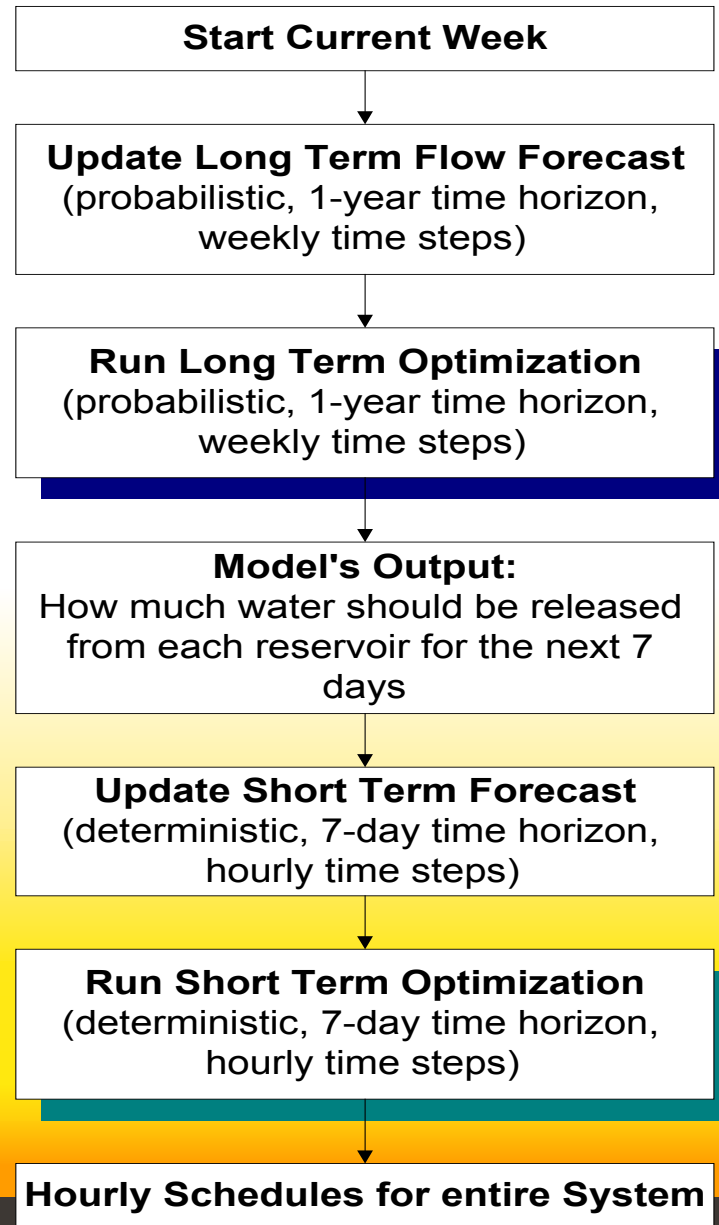 Start Current Week
Update Long Term Flow Forecast
(probabilistic, 1-year time horizon,
weekly time steps)
Run Long Term Optimization
(probabilistic, 1-year time horizon,
weekly time steps)
Model's Output:
How much water should be released
from each reservoir for the next 7
days
Update Short Term Forecast
(deterministic, 7-day time horizon,
hourly time steps)
Run Short Term Optimization
(deterministic, 7-day time horizon,
hourly time steps)
Hourly Schedules for entire System